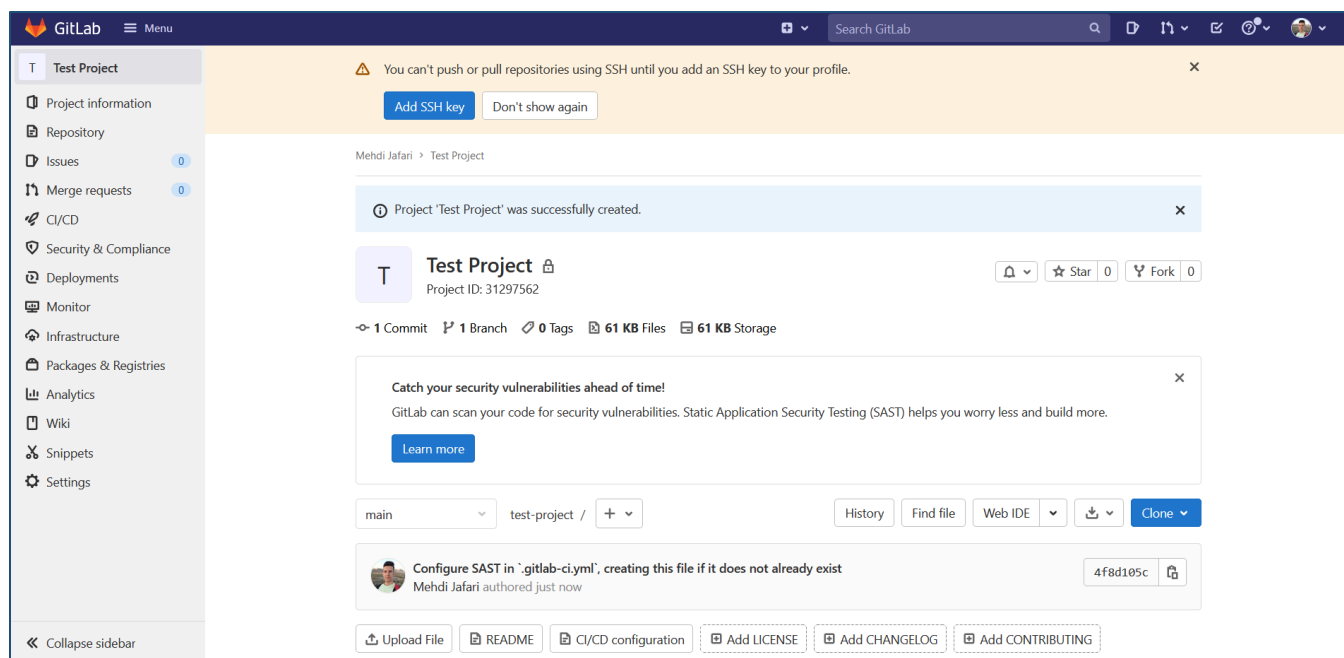 GitLab Menu Search GitLab
T Test Project
Project information
Repository
Issues 0
Merge requests 0
CI/CD
Security & Compliance
Deployments
Monitor
Infrastructure
Packages & Registries
Analytics
Wiki
Snippets
Settings
Collapse sidebar
You can't push or pull repositories using SSH until you add an SSH key to your profile.
Add SSH key Don't show again
Mehdi Jafari > Test Project
Project 'Test Project' was successfully created.
T Test Project
Project ID: 31297562
Star 0 Fork 0
1 Commit 1 Branch 0 Tags 61 KB Files 61 KB Storage
Catch your security vulnerabilities ahead of time!
GitLab can scan your code for security vulnerabilities. Static Application Security Testing (SAST) helps you worry less and build more.
Learn more
main test-project / + History Find file Web IDE Clone
Configure SAST in `.gitlab-ci.yml`, creating this file if it does not already exist
Mehdi Jafari authored just now
4f8d105c
Upload File README CI/CD configuration Add LICENSE Add CHANGELOG Add CONTRIBUTING